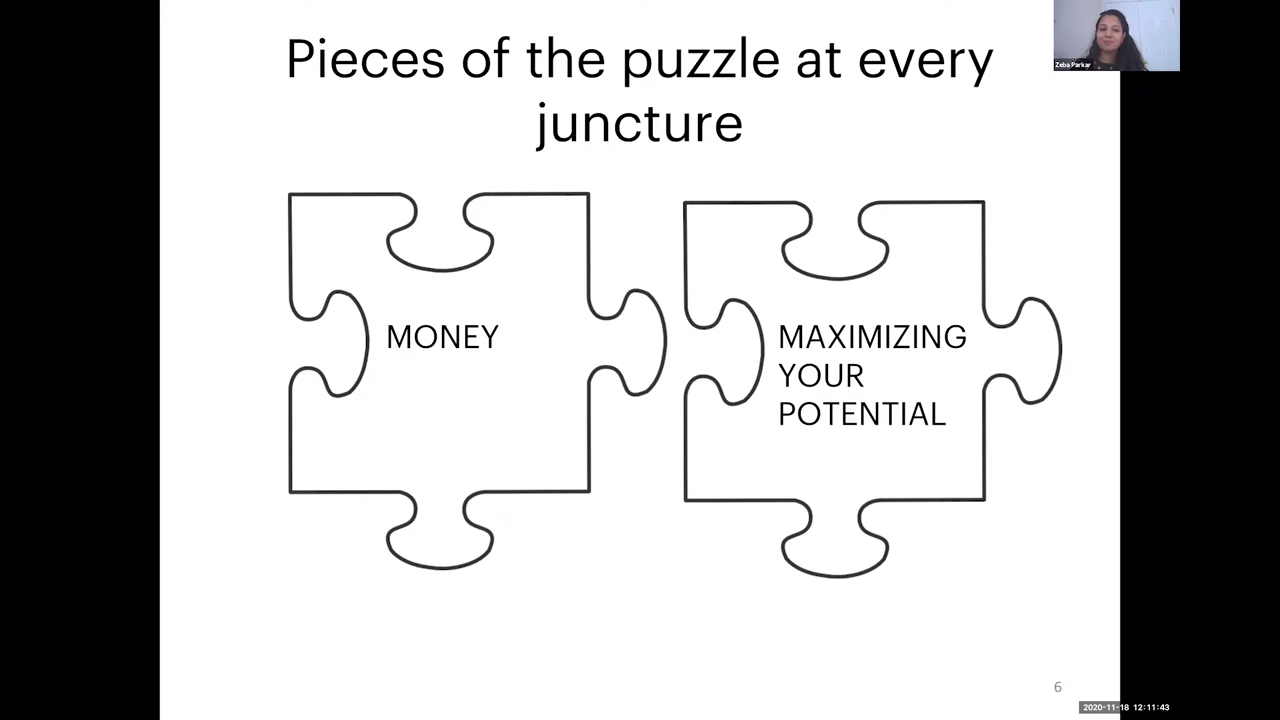 Pieces of the puzzle at every
juncture
Zeba Parkar
MONEY
MAXIMIZING
YOUR
POTENTIAL
6
2020-11-18 12:11:43